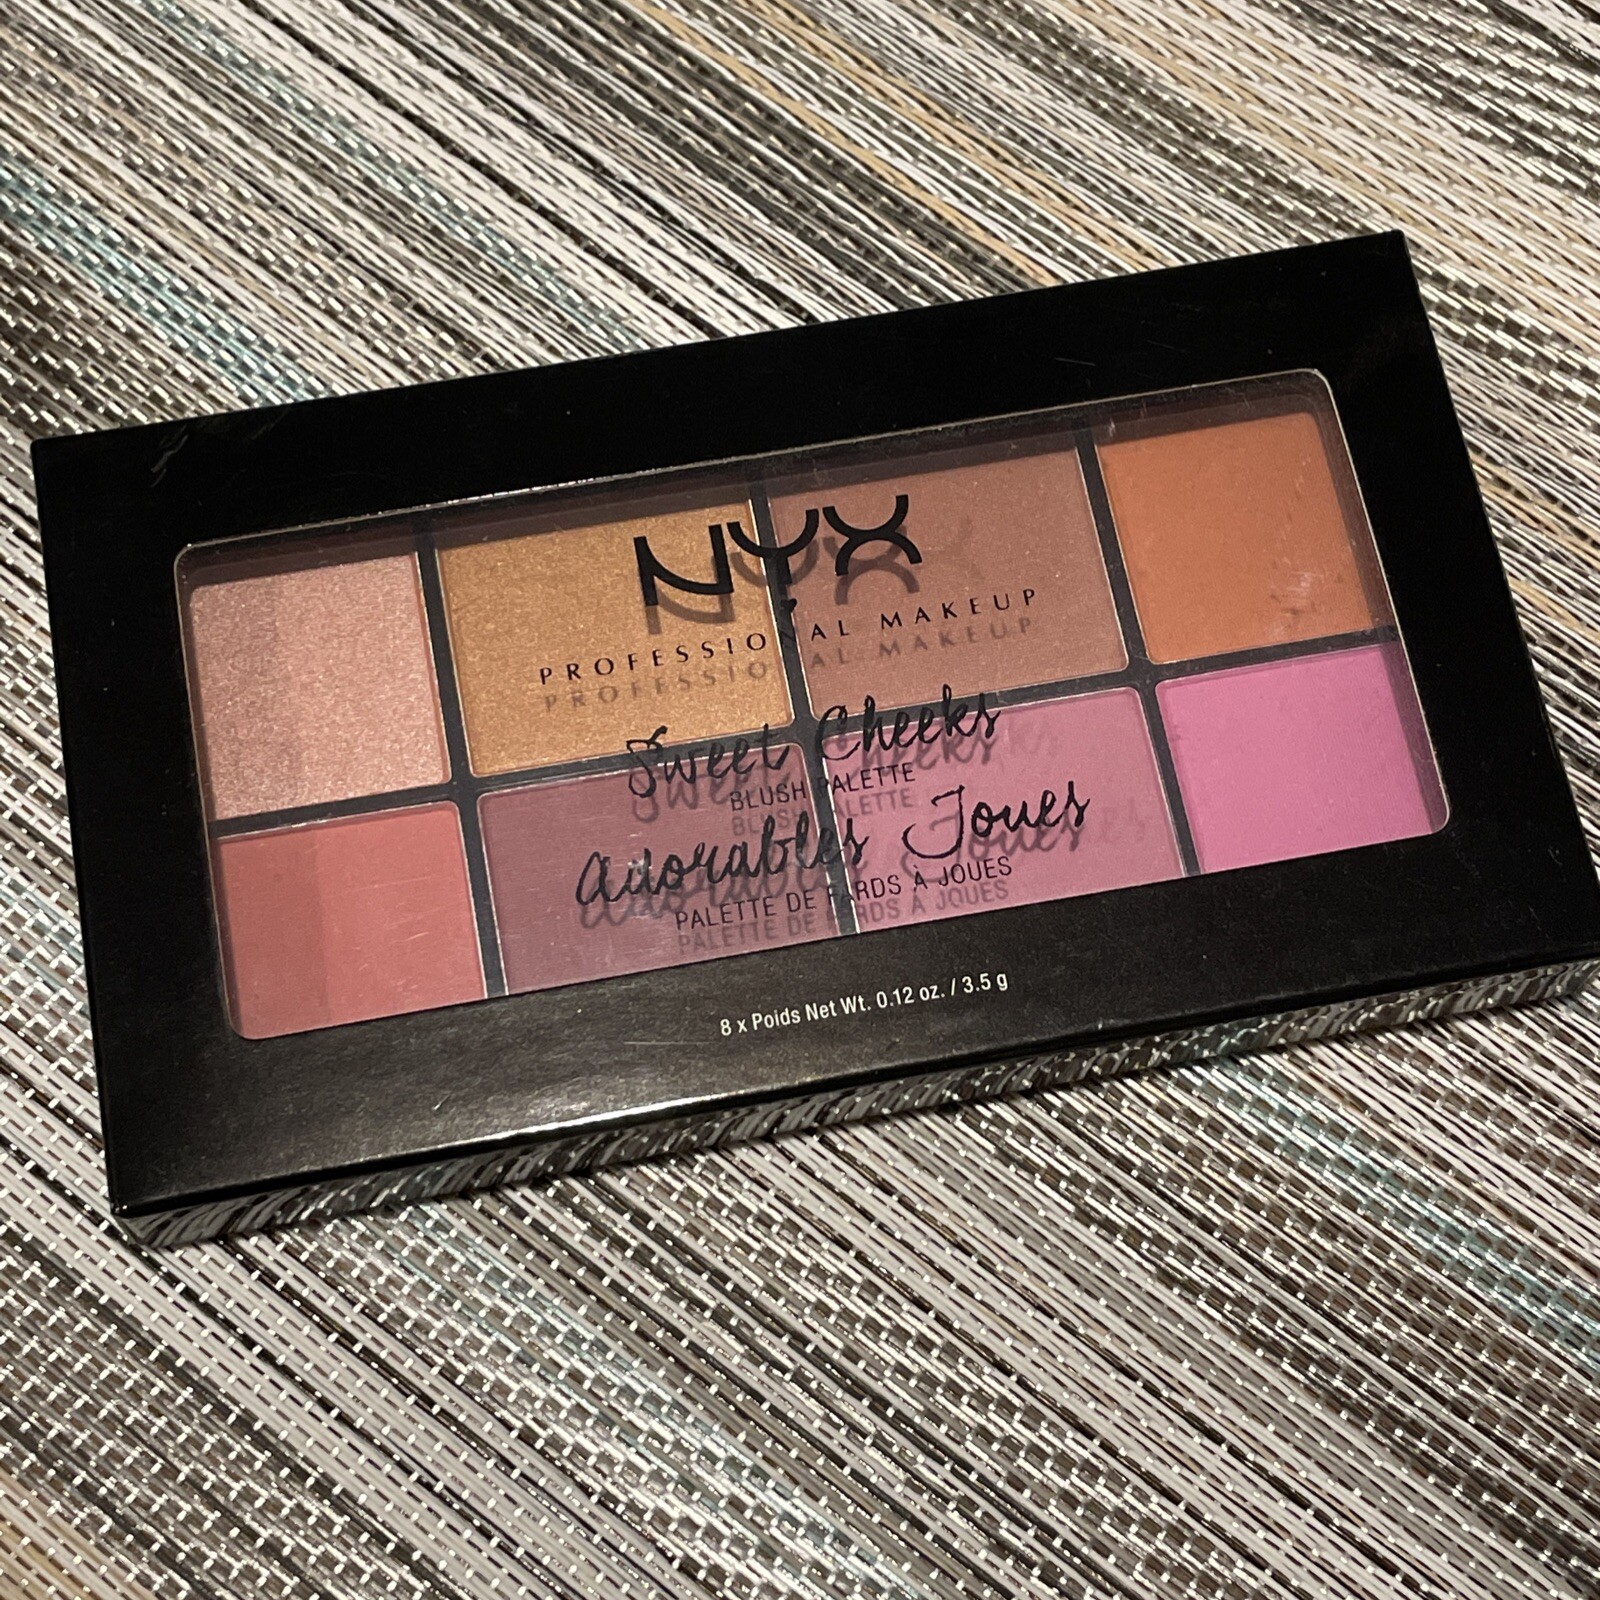 NYX
PROFESSIONAL MAKEUP
Sweet Cheeks
BLUSH PALETTE
Adorables Joues
PALETTE DE FARDS À JOUES
8 x Poids Net Wt. 0.12 oz. / 3.5 g